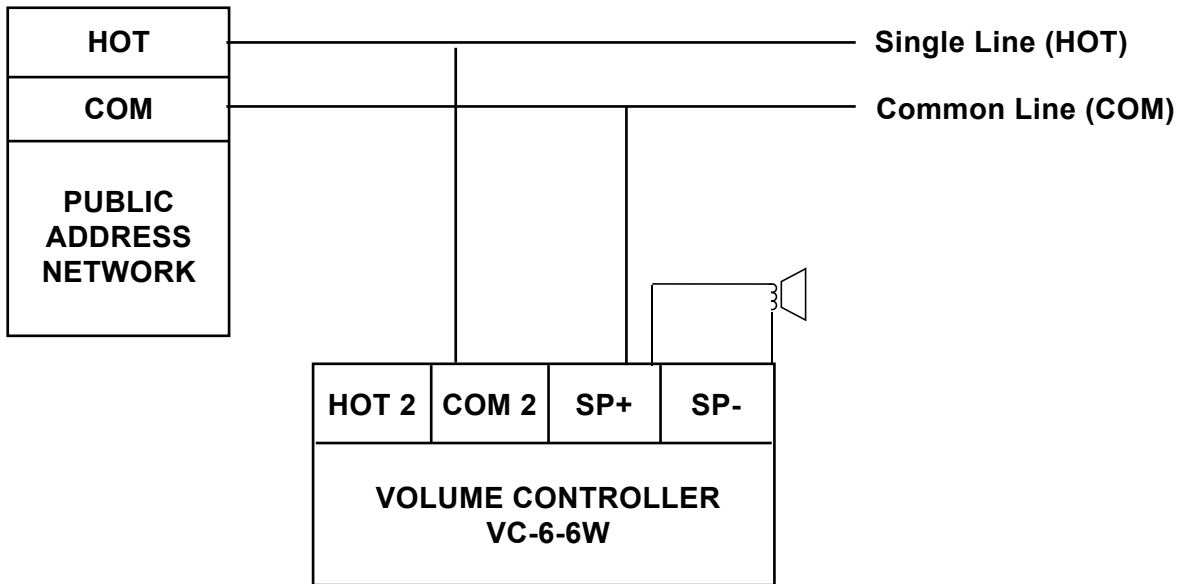 HOT
Single Line (HOT)
COM
Common Line (COM)
PUBLIC
ADDRESS
NETWORK
HOT 2
COM 2
SP+
SP-
VOLUME CONTROLLER
VC-6-6W